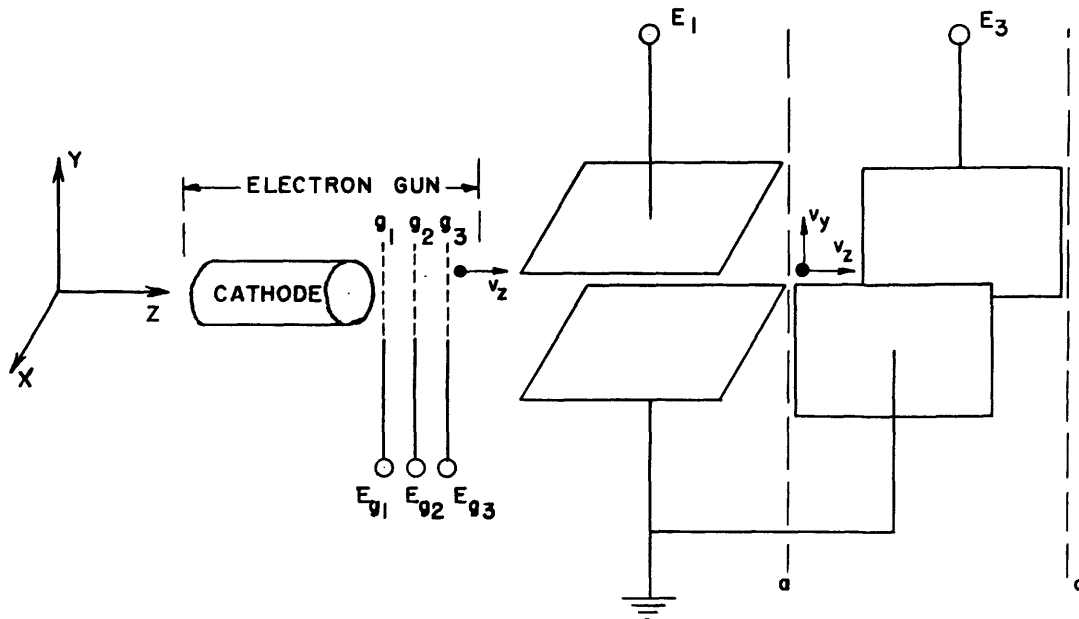 E1
E3
Y
ELECTRON GUN
g1 g2 g3
vy
vz
vz
CATHODE
Z
X
Eg1 Eg2 Eg3
a